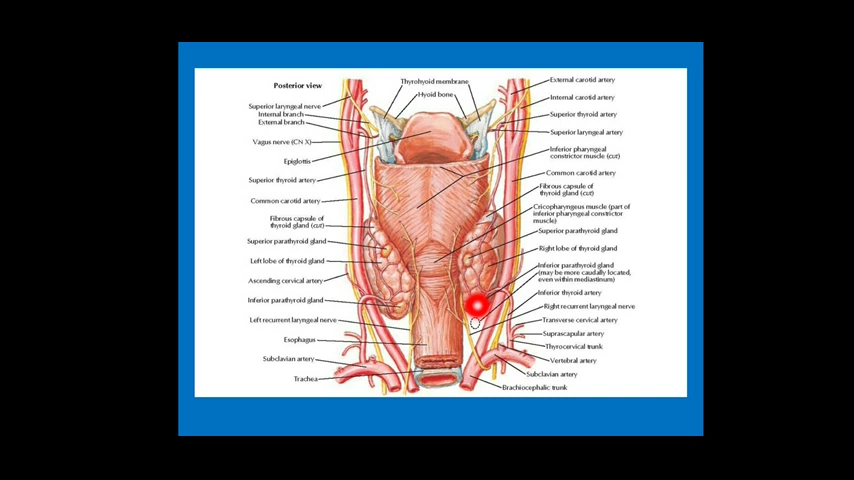 Posterior view
Superior laryngeal nerve
Internal branch
External branch
Vagus nerve (CN X)
Epiglottis
Superior thyroid artery
Common carotid artery
Fibrous capsule of
thyroid gland (cut)
Superior parathyroid gland
Left lobe of thyroid gland
Ascending cervical artery
Inferior parathyroid gland
Left recurrent laryngeal nerve
Esophagus
Subclavian artery
Trachea
Thyrohyoid membrane
Hyoid bone
External carotid artery
Internal carotid artery
Superior thyroid artery
Superior laryngeal artery
Inferior pharyngeal
constrictor muscle (cut)
Common carotid artery
Fibrous capsule of
thyroid gland (cut)
Cricopharyngeus muscle (part of
inferior pharyngeal constrictor
muscle)
Superior parathyroid gland
Right lobe of thyroid gland
Inferior parathyroid gland
(may be more caudally located,
even within mediastinum)
Inferior thyroid artery
Right recurrent laryngeal nerve
Transverse cervical artery
Suprascapular artery
Thyrocervical trunk
Vertebral artery
Subclavian artery
Brachiocephalic trunk